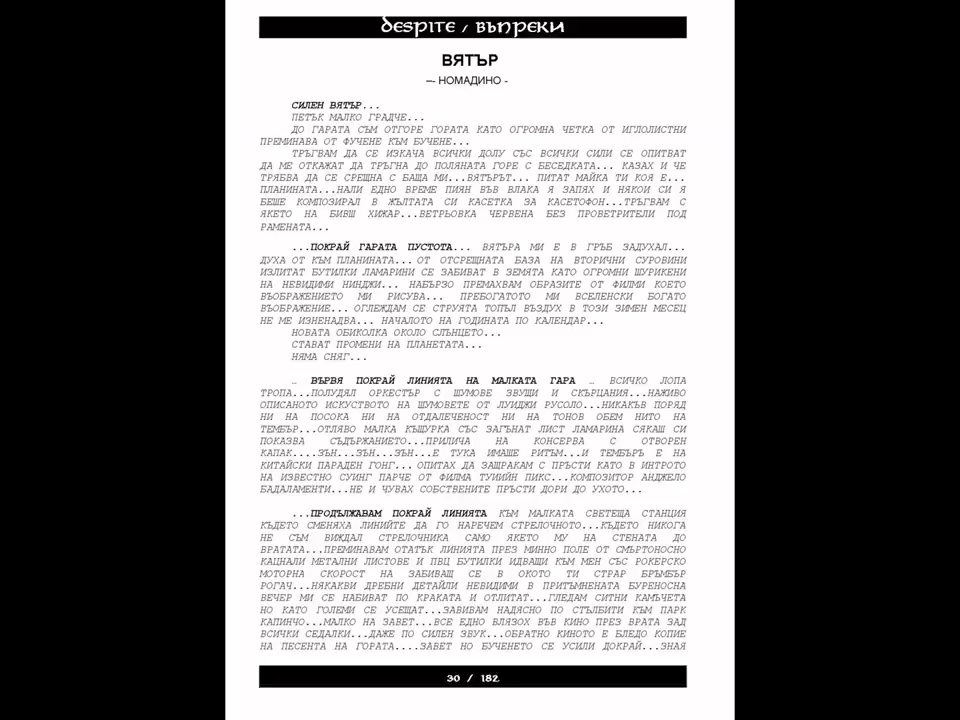 DESPITE / ВЪПРЕКИ
ВЯТЪР
–- НОМАДИНО -
СИЛЕН ВЯТЪР...
ПЕТЪК МАЛКО ГРАДЧЕ...
ДО ГАРАТА СЪМ ОТГОРЕ ГОРАТА КАТО ОГРОМНА ЧЕТКА ОТ ИГЛОЛИСТНИ
ПРЕМИНАВА ОТ ФУЧЕНЕ КЪМ БУЧЕНЕ...
ТРЪГВАМ ДА СЕ ИЗКАЧА ВСИЧКИ ДОЛУ СЪС ВСИЧКИ СИЛИ СЕ ОПИТВАТ
ДА МЕ ОТКАЖАТ ДА ТРЪГНА ДО ПОЛЯНАТА ГОРЕ С БЕСЕДКАТА... КАЗАХ И ЧЕ
ТРЯБВА ДА СЕ СРЕЩНА С БАЩА МИ...ВЯТЪРЪТ... ПИТАТ МАЙКА ТИ КОЯ Е...
ПЛАНИНАТА...НАЛИ ЕДНО ВРЕМЕ ПИЯН ВЪВ ВЛАКА Я ЗАПЯХ И НЯКОИ СИ Я
БЕШЕ КОМПОЗИРАЛ В ЖЪЛТАТА СИ КАСЕТКА ЗА КАСЕТОФОН...ТРЪГВАМ С
ЯКЕТО НА БИВШ ХИЖАР...ВЕТРЬОВКА ЧЕРВЕНА БЕЗ ПРОВЕТРИТЕЛИ ПОД
РАМЕНАТА...
...ПОКРАЙ ГАРАТА ПУСТОТА... ВЯТЪРА МИ Е В ГРЪБ ЗАДУХАЛ...
ДУХА ОТ КЪМ ПЛАНИНАТА... ОТ ОТСРЕЩНАТА БАЗА НА ВТОРИЧНИ СУРОВИНИ
ИЗЛИТАТ БУТИЛКИ ЛАМАРИНИ СЕ ЗАБИВАТ В ЗЕМЯТА КАТО ОГРОМНИ ШУРИКЕНИ
НА НЕВИДИМИ НИНДЖИ... НАБЪРЗО ПРЕМАХВАМ ОБРАЗИТЕ ОТ ФИЛМИ КОЕТО
ВЪОБРАЖЕНИЕТО МИ РИСУВА... ПРЕБОГАТОТО МИ ВСЕЛЕНСКИ БОГАТО
ВЪОБРАЖЕНИЕ... ОГЛЕЖДАМ СЕ СТРУЯТА ТОПЪЛ ВЪЗДУХ В ТОЗИ ЗИМЕН МЕСЕЦ
НЕ МЕ ИЗНЕНАДВА... НАЧАЛОТО НА ГОДИНАТА ПО КАЛЕНДАР...
НОВАТА ОБИКОЛКА ОКОЛО СЛЪНЦЕТО...
СТАВАТ ПРОМЕНИ НА ПЛАНЕТАТА...
НЯМА СНЯГ...
… ВЪРВЯ ПОКРАЙ ЛИНИЯТА НА МАЛКАТА ГАРА … ВСИЧКО ЛОПА
ТРОПА...ПОЛУДЯЛ ОРКЕСТЪР С ШУМОВЕ ЗВУЩИ И СКЪРЦАНИЯ...НАЖИВО
ОПИСАНОТО ИСКУСТВОТО НА ШУМОВЕТЕ ОТ ЛУИДЖИ РУСОЛО...НИКАКЪВ ПОРЯД
НИ НА ПОСОКА НИ НА ОТДАЛЕЧЕНОСТ НИ НА ТОНОВ ОБЕМ НИТО НА
ТЕМБЪР...ОТЛЯВО МАЛКА КЪЩУРКА СЪС ЗАГЪНАТ ЛИСТ ЛАМАРИНА СЯКАШ СИ
ПОКАЗВА СЪДЪРЖАНИЕТО...ПРИЛИЧА НА КОНСЕРВА С ОТВОРЕН
КАПАК....ЗЪН...ЗЪН...ЗЪН...Е ТУКА ИМАШЕ РИТЪМ...И ТЕМБЪРЪ Е НА
КИТАЙСКИ ПАРАДЕН ГОНГ... ОПИТАХ ДА ЗАЩРАКАМ С ПРЪСТИ КАТО В ИНТРОТО
НА ИЗВЕСТНО СУИНГ ПАРЧЕ ОТ ФИЛМА ТУИЙН ПИКС...КОМПОЗИТОР АНДЖЕЛО
БАДАЛАМЕНТИ...НЕ И ЧУВАХ СОБСТВЕНИТЕ ПРЪСТИ ДОРИ ДО УХОТО...
...ПРОДЪЛЖАВАМ ПОКРАЙ ЛИНИЯТА КЪМ МАЛКАТА СВЕТЕЩА СТАНЦИЯ
КЪДЕТО СМЕНЯХА ЛИНИЙТЕ ДА ГО НАРЕЧЕМ СТРЕЛОЧНОТО...КЪДЕТО НИКОГА
НЕ СЪМ ВИЖДАЛ СТРЕЛОЧНИКА САМО ЯКЕТО МУ НА СТЕНАТА ДО
ВРАТАТА...ПРЕМИНАВАМ ОТАТЪК ЛИНИЯТА ПРЕЗ МИННО ПОЛЕ ОТ СМЪРТОНОСНО
КАЦНАЛИ МЕТАЛНИ ЛИСТОВЕ И ПВЦ БУТИЛКИ ИДВАЩИ КЪМ МЕН СЪС РОКЕРСКО
МОТОРНА СКОРОСТ НА ЗАБИВАЩ СЕ В ОКОТО ТИ СТРАР БРЪМБЪР
РОГАЧ...НЯКАКВИ ДРЕБНИ ДЕТАЙЛИ НЕВИДИМИ В ПРИТЪМНЕНАТА БУРЕНОСНА
ВЕЧЕР МИ СЕ НАБИВАТ ПО КРАКАТА И ОТЛИТАТ...ГЛЕДАМ СИТНИ КАМЪЧЕТА
НО КАТО ГОЛЕМИ СЕ УСЕЩАТ...ЗАВИВАМ НАДЯСНО ПО СТЪЛБИТИ КЪМ ПАРК
КАПИНЧО...МАЛКО НА ЗАВЕТ...ВСЕ ЕДНО ВЛЯЗОХ ВЪВ КИНО ПРЕЗ ВРАТА ЗАД
ВСИЧКИ СЕДАЛКИ...ДАЖЕ ПО СИЛЕН ЗВУК...ОБРАТНО КИНОТО Е БЛЕДО КОПИЕ
НА ПЕСЕНТА НА ГОРАТА....ЗАВЕТ НО БУЧЕНЕТО СЕ УСИЛИ ДОКРАЙ...ЗНАЯ
30 / 182